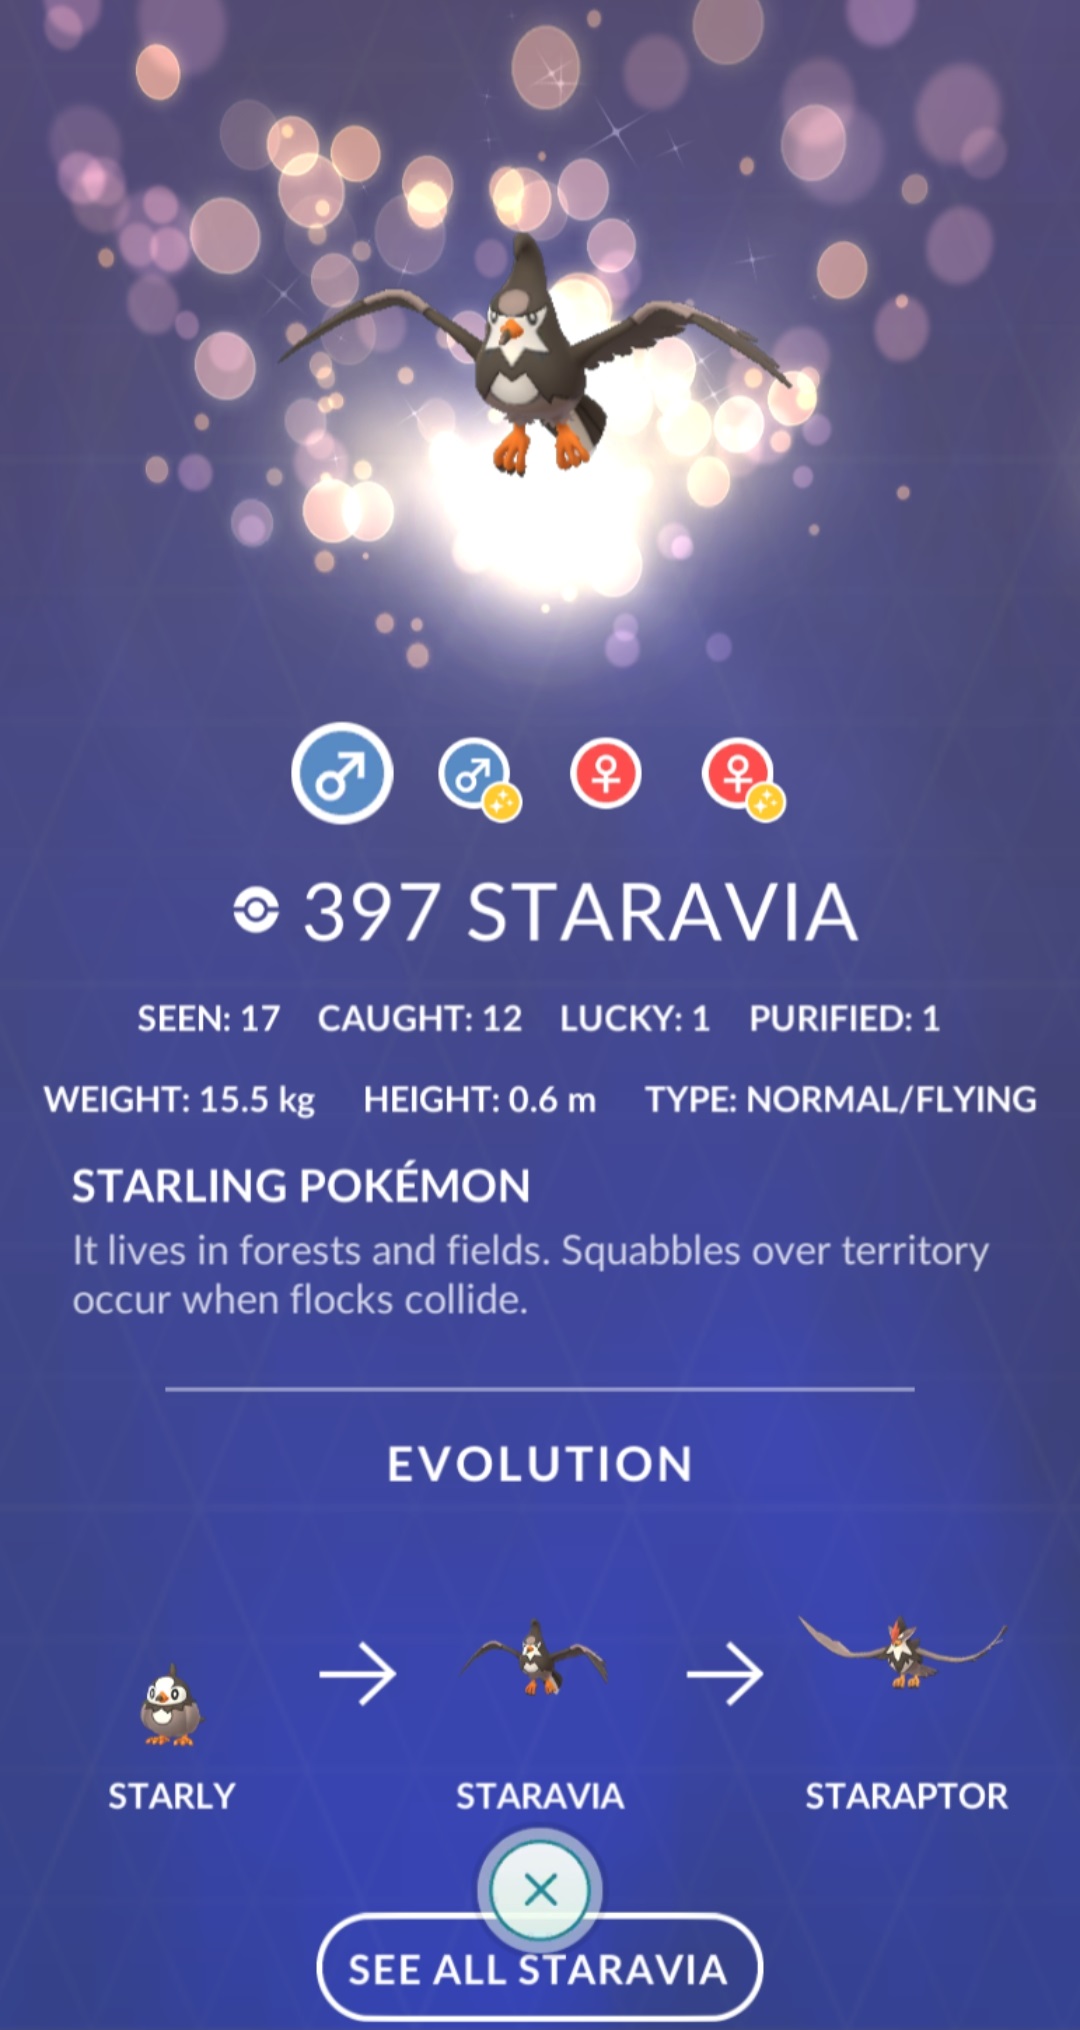 397 STARAVIA
SEEN: 17 CAUGHT: 12 LUCKY: 1 PURIFIED: 1
WEIGHT: 15.5 kg HEIGHT: 0.6 m TYPE: NORMAL/FLYING
STARLING POKÉMON
It lives in forests and fields. Squabbles over territory
occur when flocks collide.
EVOLUTION
STARLY STARAVIA STARAPTOR
SEE ALL STARAVIA